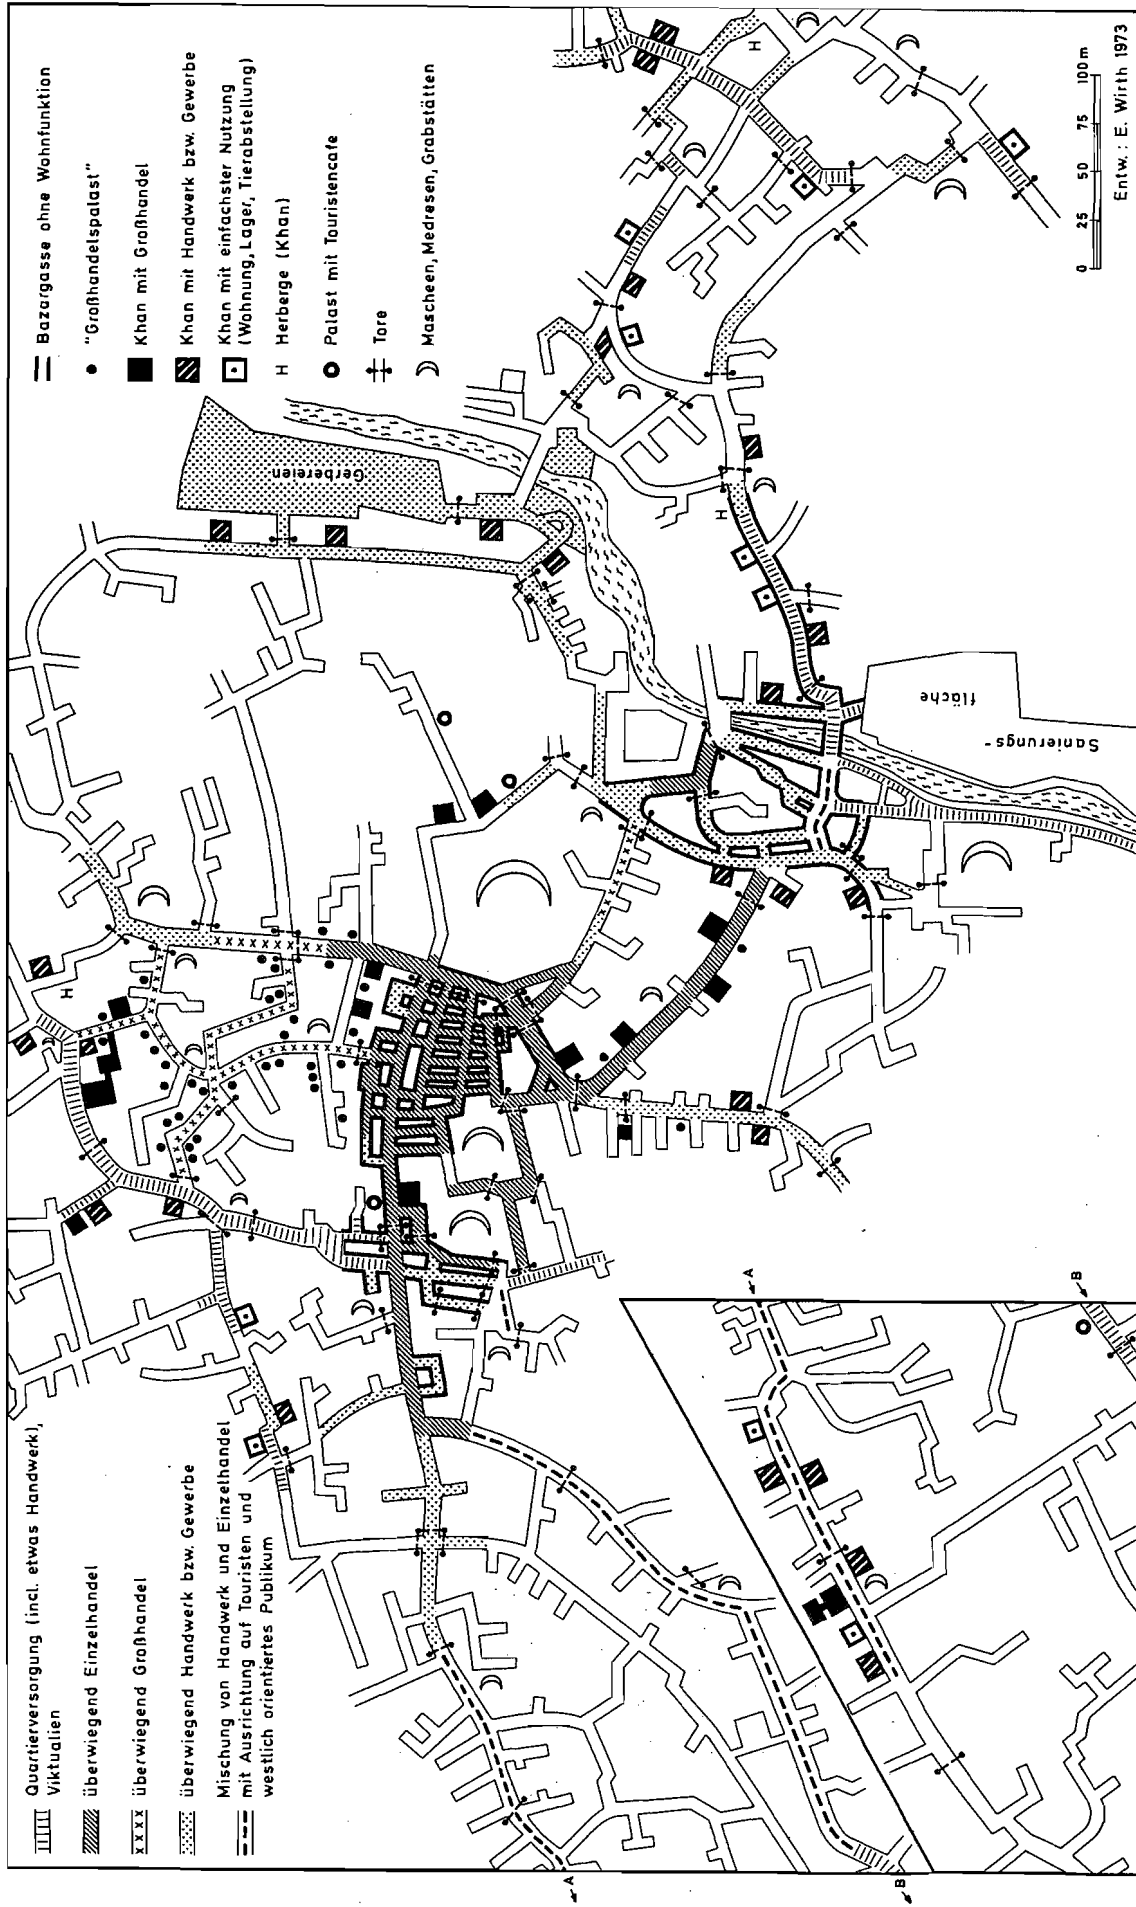 Quartierversorgung (incl. etwas Handwerk),
Viktualien
überwiegend Einzelhandel
überwiegend Großhandel
überwiegend Handwerk bzw. Gewerbe
Mischung von Handwerk und Einzelhandel
mit Ausrichtung auf Touristen und
westlich orientiertes Publikum
Bazargasse ohne Wohnfunktion
"Großhandelspalast"
Khan mit Großhandel
Khan mit Handwerk bzw. Gewerbe
Khan mit einfachster Nutzung
(Wohnung, Lager, Tierabstellung)
H Herberge (Khan)
Palast mit Touristencafe
Tore
Moscheen, Medresen, Grabstätten
Gerbereien
H
H
H
Sanierungs-
fläche
A
B
A
B
0 25 50 75 100 m
Entw.: E. Wirth 1973